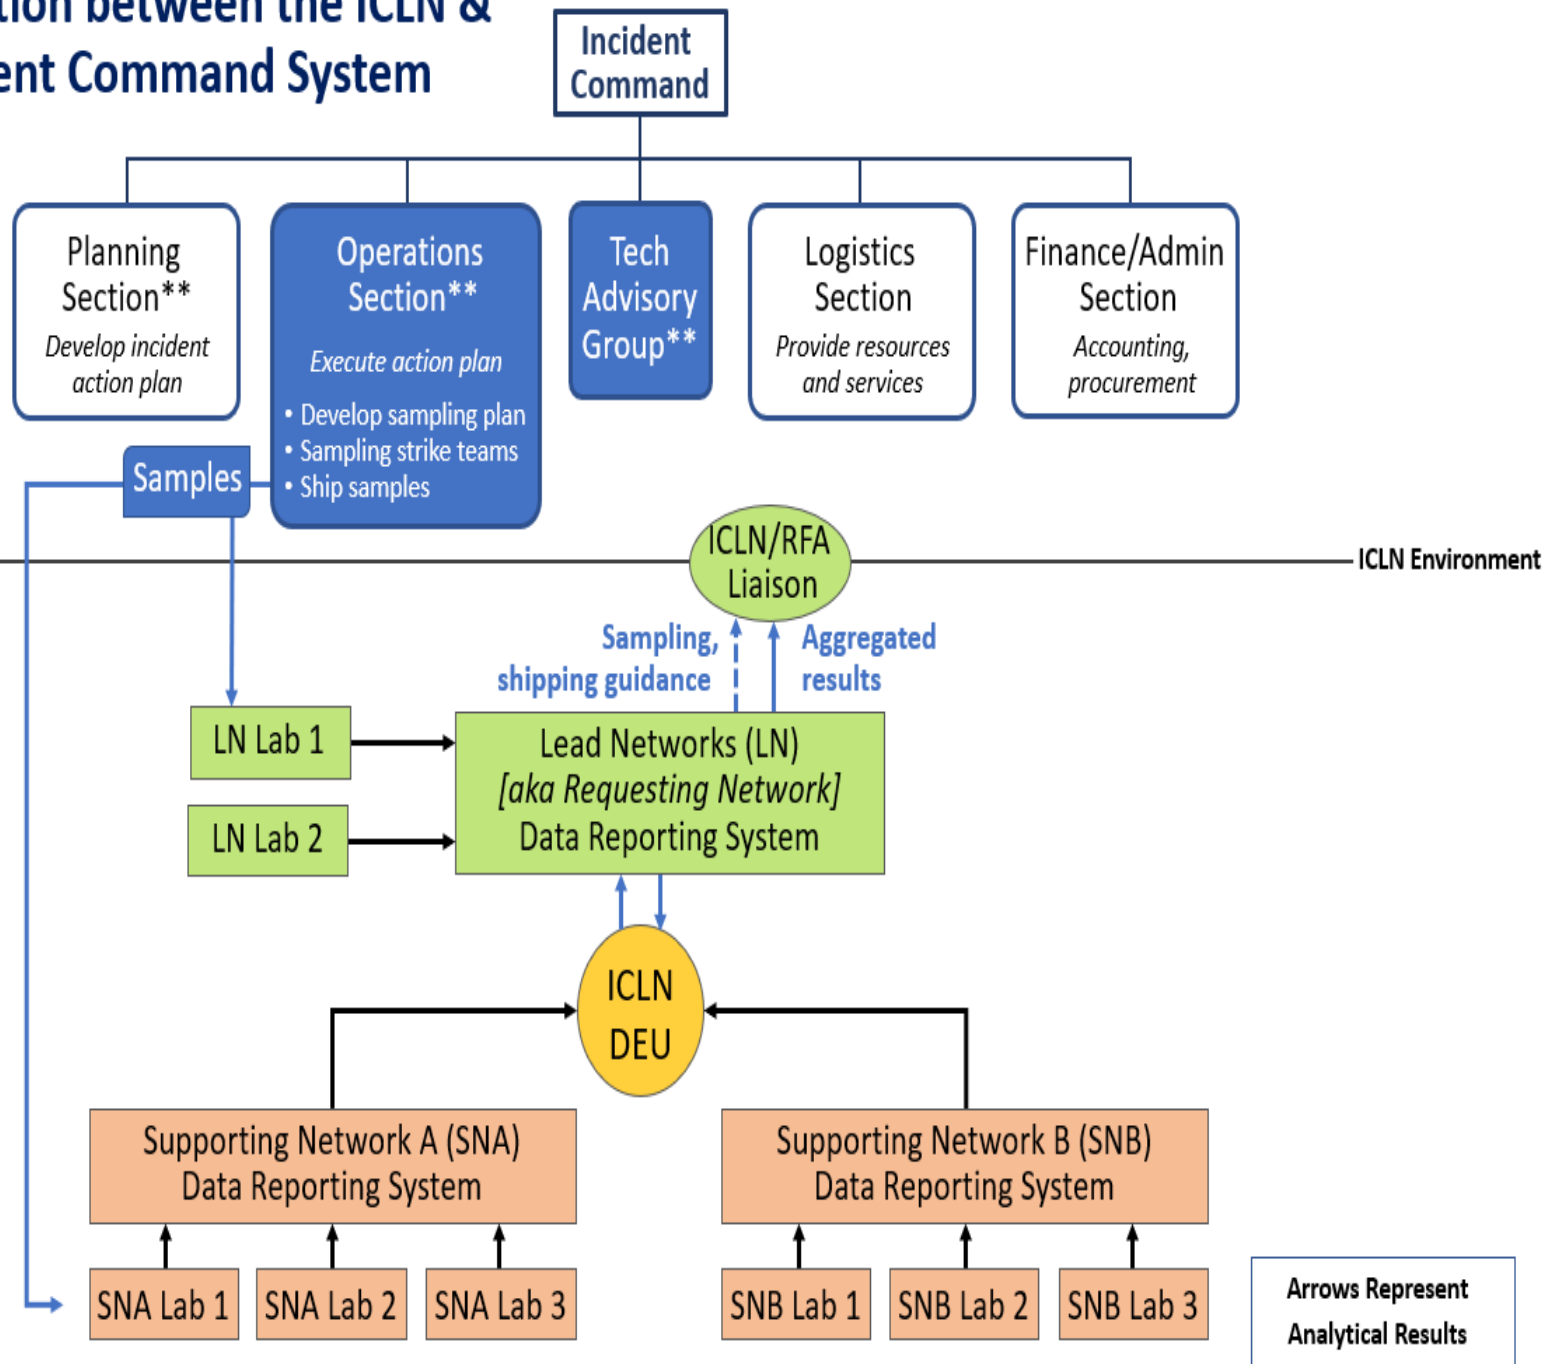 tion between the ICLN &
ent Command System
Incident
Command
Planning
Section**
Develop incident
action plan
Operations
Section**
Execute action plan
• Develop sampling plan
• Sampling strike teams
• Ship samples
Tech
Advisory
Group**
Logistics
Section
Provide resources
and services
Finance/Admin
Section
Accounting,
procurement
Samples
ICLN/RFA
Liaison
ICLN Environment
Sampling,
shipping guidance
Aggregated
results
LN Lab 1
LN Lab 2
Lead Networks (LN)
[aka Requesting Network]
Data Reporting System
ICLN
DEU
Supporting Network A (SNA)
Data Reporting System
Supporting Network B (SNB)
Data Reporting System
SNA Lab 1
SNA Lab 2
SNA Lab 3
SNB Lab 1
SNB Lab 2
SNB Lab 3
Arrows Represent
Analytical Results